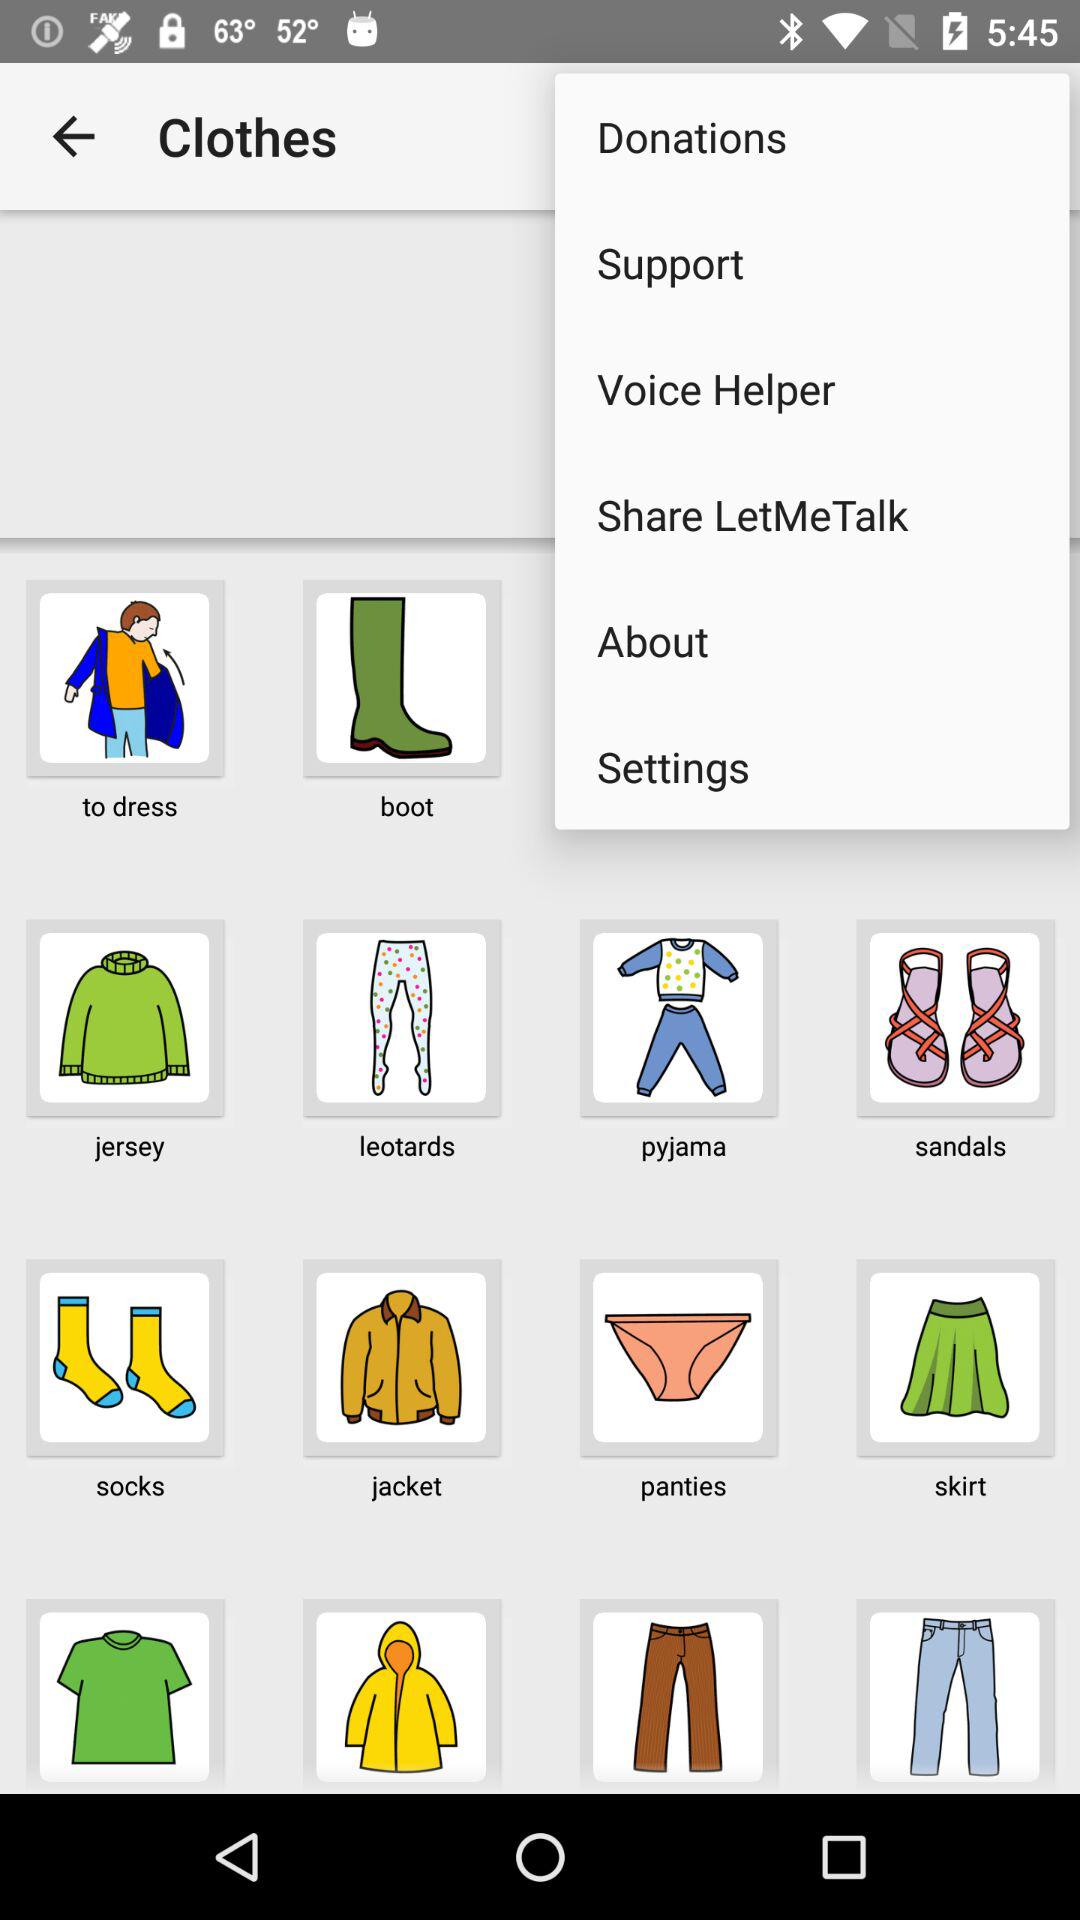 FAKE 63° 52° 5:45
Clothes
Donations
Support
Voice Helper
Share LetMeTalk
About
Settings
to dress boot
jersey leotards pyjama sandals
socks jacket panties skirt